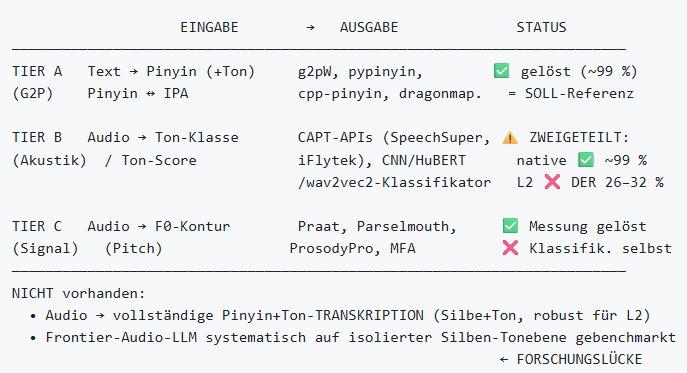 EINGABE → AUSGABE STATUS
TIER A Text → Pinyin (+Ton) g2pW, pypinyin, ✅ gelöst (~99 %)
(G2P) Pinyin ↔ IPA cpp-pinyin, dragonmap. = SOLL-Referenz
TIER B Audio → Ton-Klasse CAPT-APIs (SpeechSuper, ⚠️ ZWEIGETEILT:
(Akustik) / Ton-Score iFlytek), CNN/HuBERT native ✅ ~99 %
/wav2vec2-Klassifikator L2 ❌ DER 26–32 %
TIER C Audio → F0-Kontur Praat, Parselmouth, ✅ Messung gelöst
(Signal) (Pitch) ProsodyPro, MFA ❌ Klassifik. selbst
NICHT vorhanden:
• Audio → vollständige Pinyin+Ton-TRANSKRIPTION (Silbe+Ton, robust für L2)
• Frontier-Audio-LLM systematisch auf isolierter Silben-Tonebene gebenchmarkt
← FORSCHUNGSLÜCKE